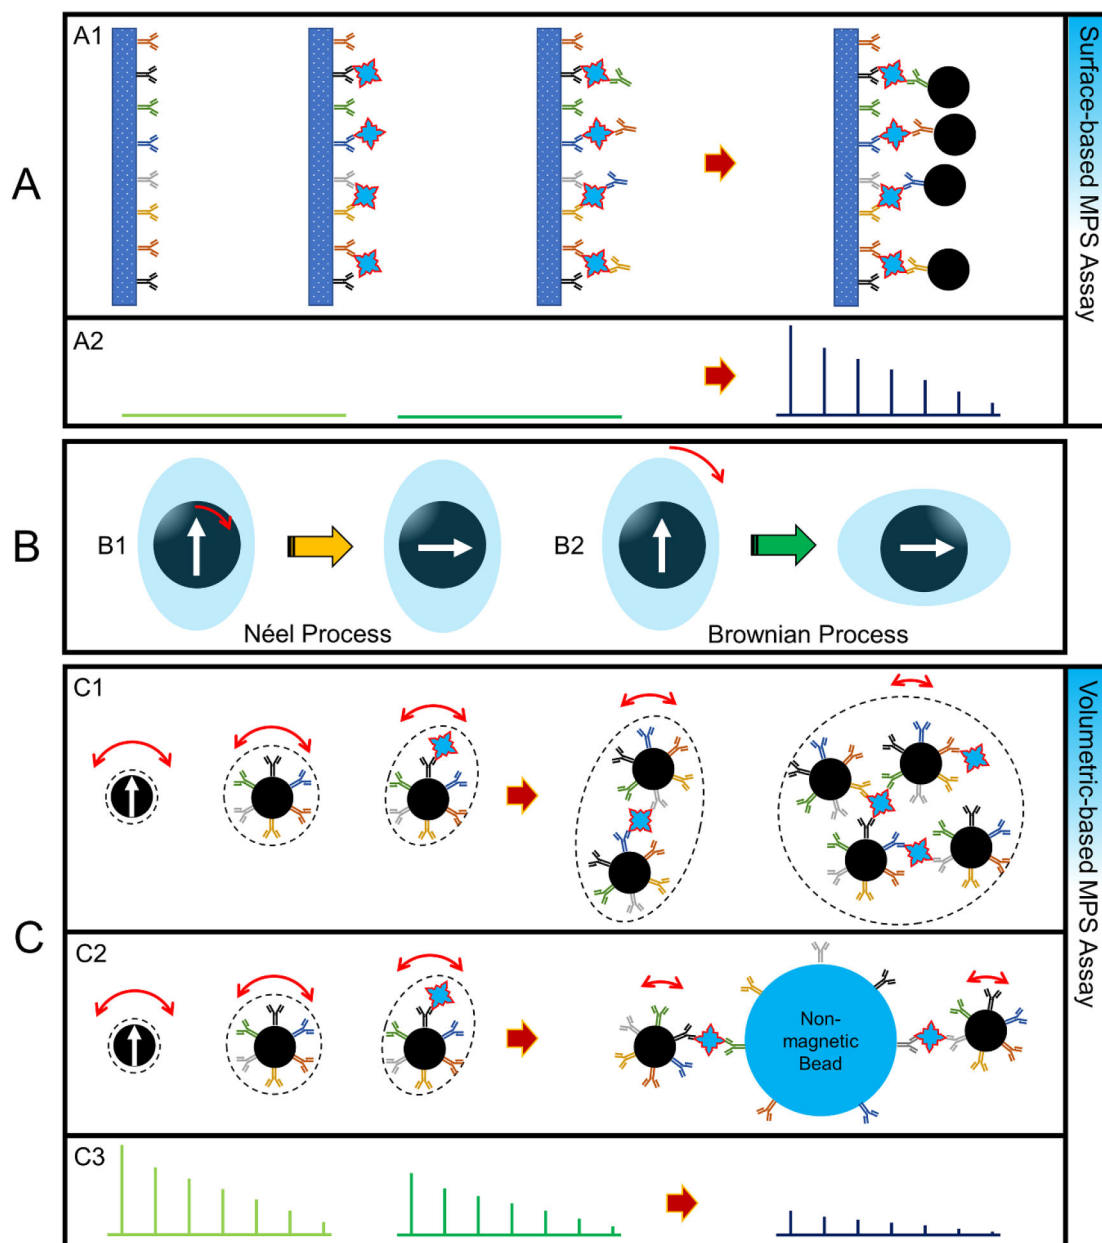 A
A1
Surface-based MPS Assay
A2
B
B1
B2
Néel Process
Brownian Process
C
C1
Volumetric-based MPS Assay
C2
Non-
magnetic
Bead
C3